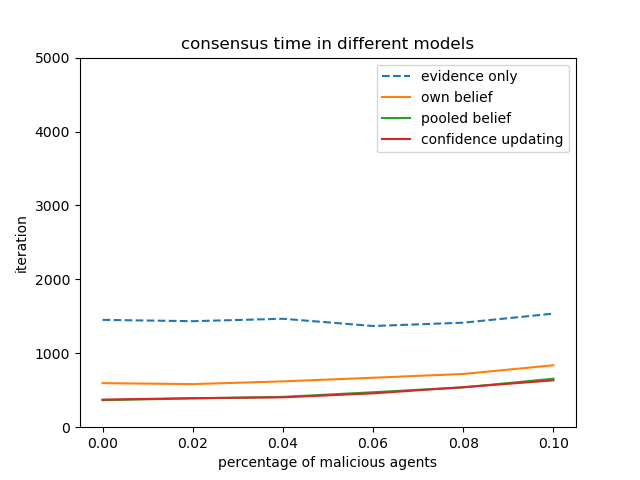 consensus time in different models
5000
4000
3000
2000
1000
0
iteration
evidence only
own belief
pooled belief
confidence updating
0.00 0.02 0.04 0.06 0.08 0.10
percentage of malicious agents